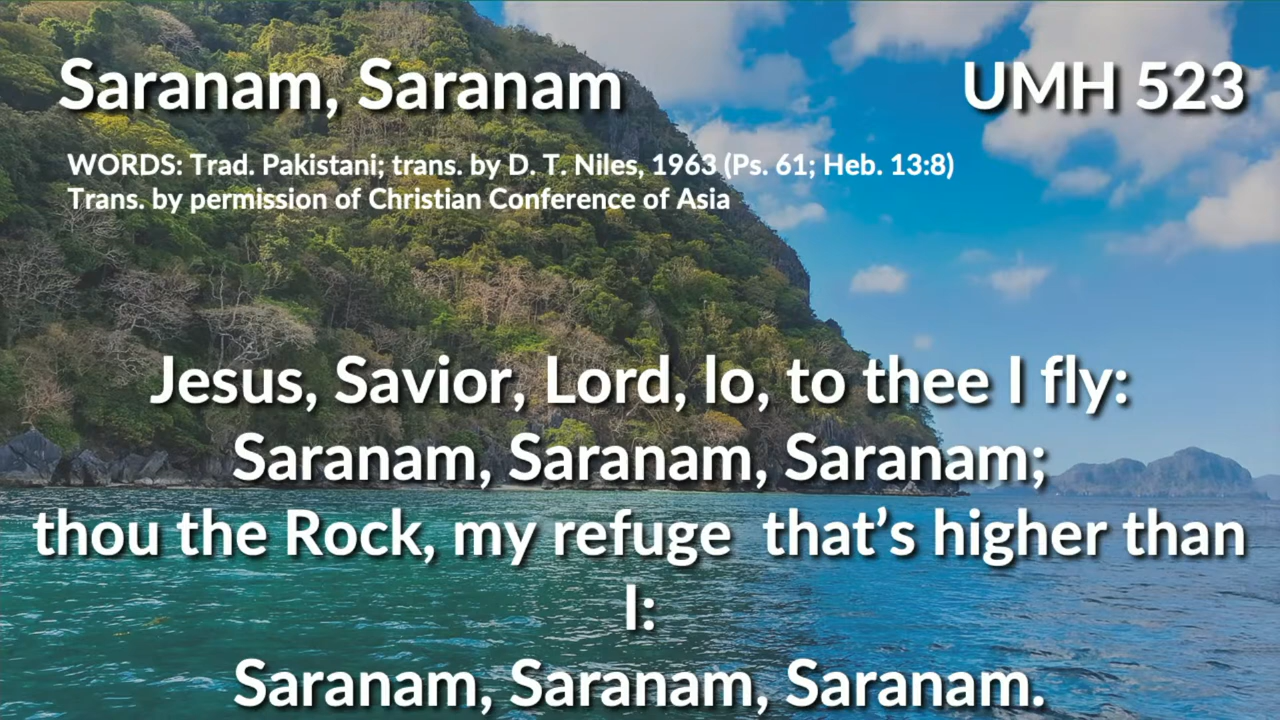 Saranam, Saranam UMH 523
WORDS: Trad. Pakistani; trans. by D. T. Niles, 1963 (Ps. 61; Heb. 13:8)
Trans. by permission of Christian Conference of Asia
Jesus, Savior, Lord, lo, to thee I fly:
Saranam, Saranam, Saranam;
thou the Rock, my refuge  that’s higher than
I:
Saranam, Saranam, Saranam.